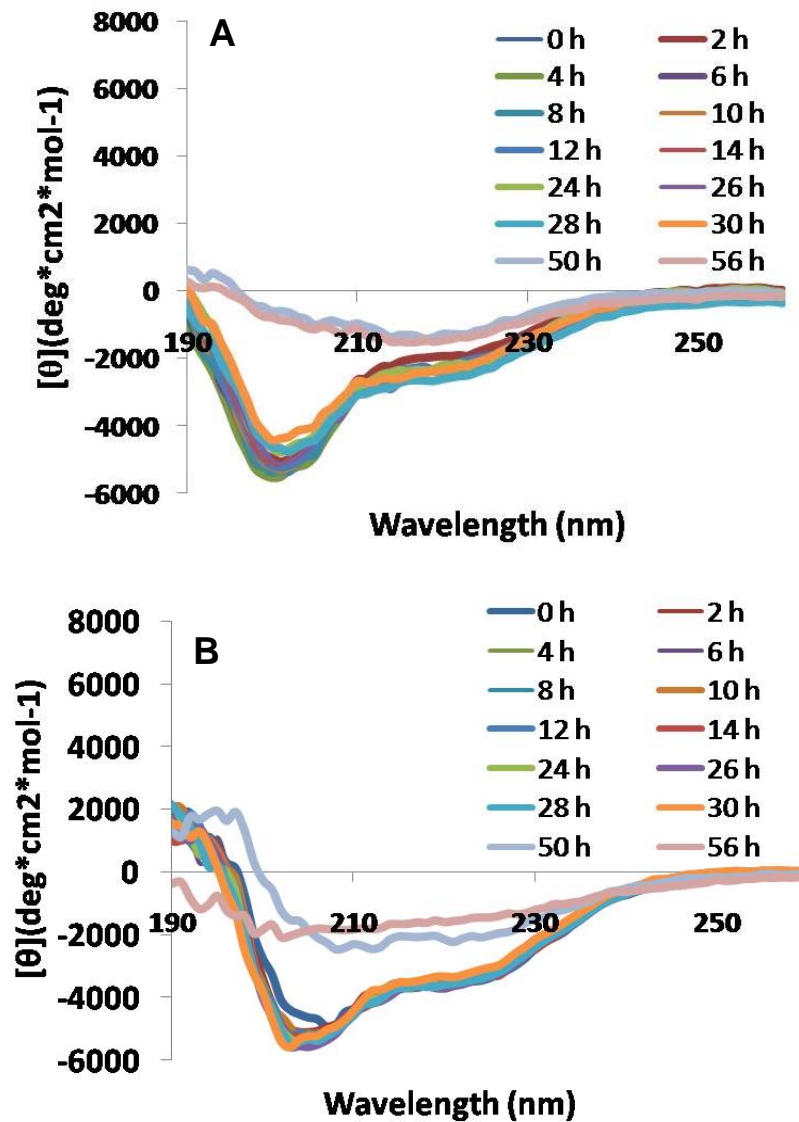 A
8000
6000
4000
2000
0
-2000
-4000
-6000
[θ](deg*cm2*mol-1)
0 h 2 h
4 h 6 h
8 h 10 h
12 h 14 h
24 h 26 h
28 h 30 h
50 h 56 h
190 210 230 250
Wavelength (nm)
B
8000
6000
4000
2000
0
-2000
-4000
-6000
[θ](deg*cm2*mol-1)
0 h 2 h
4 h 6 h
8 h 10 h
12 h 14 h
24 h 26 h
28 h 30 h
50 h 56 h
190 210 230 250
Wavelength (nm)